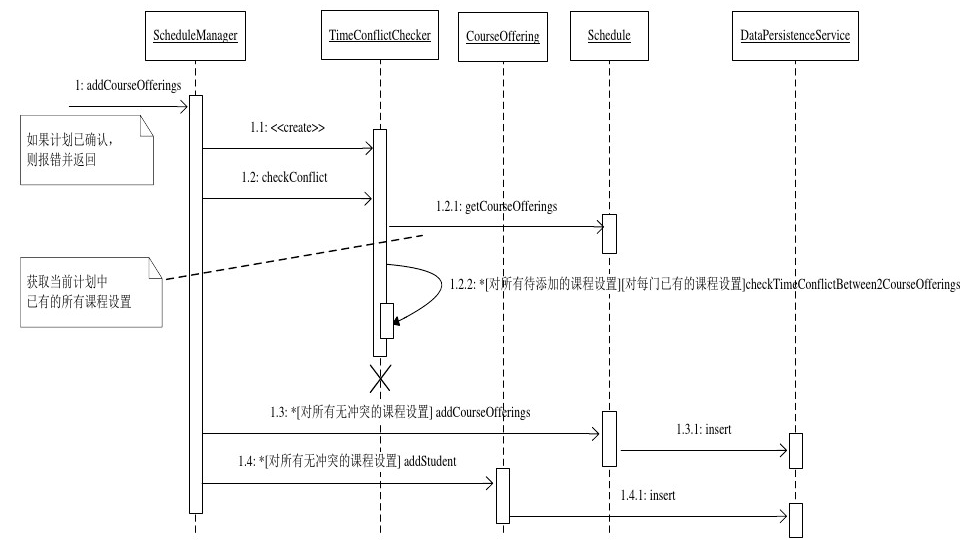 ScheduleManager
TimeConflictChecker
CourseOffering
Schedule
DataPersistenceService
1: addCourseOfferings
如果计划已确认，
则报错并返回
1.1: <<create>>
1.2: checkConflict
1.2.1: getCourseOfferings
获取当前计划中
已有的所有课程设置
1.2.2: *[对所有待添加的课程设置][对每门已有的课程设置]checkTimeConflictBetween2CourseOfferings
1.3: *[对所有无冲突的课程设置] addCourseOfferings
1.3.1: insert
1.4: *[对所有无冲突的课程设置] addStudent
1.4.1: insert